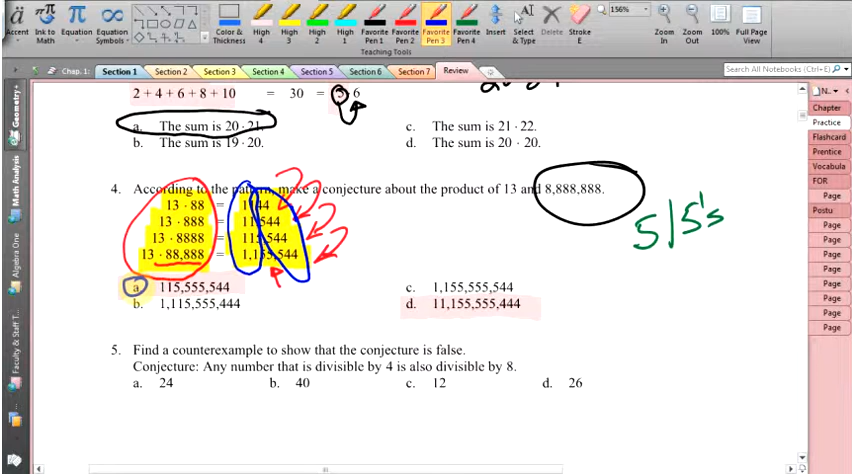 156%
Accent
Ink to Math
Equation
Equation Symbols
Color & Thickness
High 4
High 3
High 2
High 1
Favorite Pen 1
Favorite Pen 2
Favorite Pen 3
Favorite Pen 4
Insert
Select & Type
Delete
Stroke E
Zoom In
Zoom Out
100%
Full Page View
Teaching Tools
Chap. 1:
Section 1
Section 2
Section 3
Section 4
Section 5
Section 6
Section 7
Review
Search All Notebooks (Ctrl+E)
Geometry+
Math Analysis
Algebra One
Faculty & Staff T...
N...
Chapter
Practice
Flashcard
Prentice
Vocabula
FOR
Page
Postu
Page
Page
Page
Page
Page
Page
Page
Page
2 + 4 + 6 + 8 + 10 = 30 = 5 · 6
a. The sum is 20 · 21.
c. The sum is 21 · 22.
b. The sum is 19 · 20.
d. The sum is 20 · 20.
4. According to the pattern, make a conjecture about the product of 13 and 8,888,888.
13 · 88 = 1144
13 · 888 = 11,544
13 · 8888 = 115,544
13 · 88,888 = 1,155,544
5 5's
a. 115,555,544
c. 1,155,555,544
b. 1,115,555,444
d. 11,155,555,444
5. Find a counterexample to show that the conjecture is false.
Conjecture: Any number that is divisible by 4 is also divisible by 8.
a. 24 b. 40 c. 12 d. 26